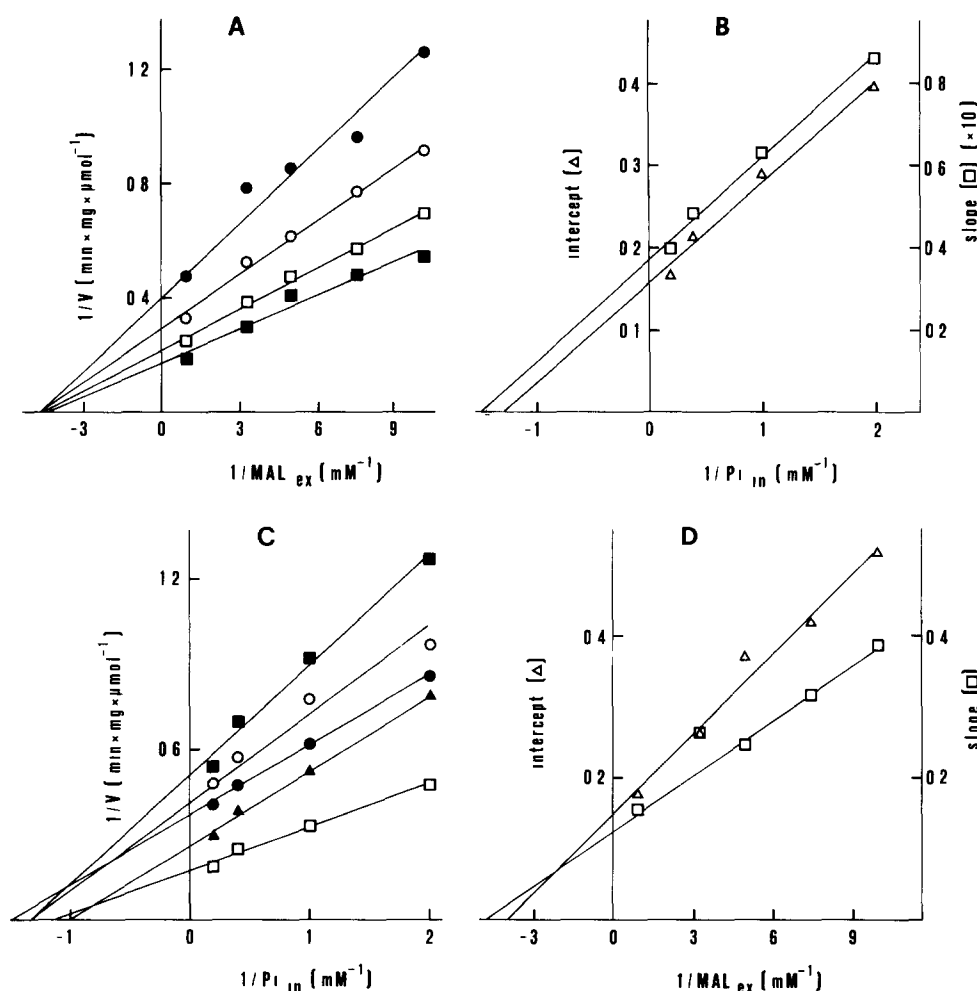 A
1/V [min×mg×μmol⁻¹]
1 2
0 8
0 4
-3 0 3 6 9
1/MAL ex [mM⁻¹]
B
intercept [△]
0 4
0 3
0 2
0 1
slope [□] [×10]
0 8
0 6
0 4
0 2
-1 0 1 2
1/Pi in [mM⁻¹]
C
1/V [min×mg×μmol⁻¹]
1 2
0 6
-1 0 1 2
1/Pi in [mM⁻¹]
D
intercept [△]
0 4
0 2
slope [□]
0 4
0 2
-3 0 3 6 9
1/MAL ex [mM⁻¹]